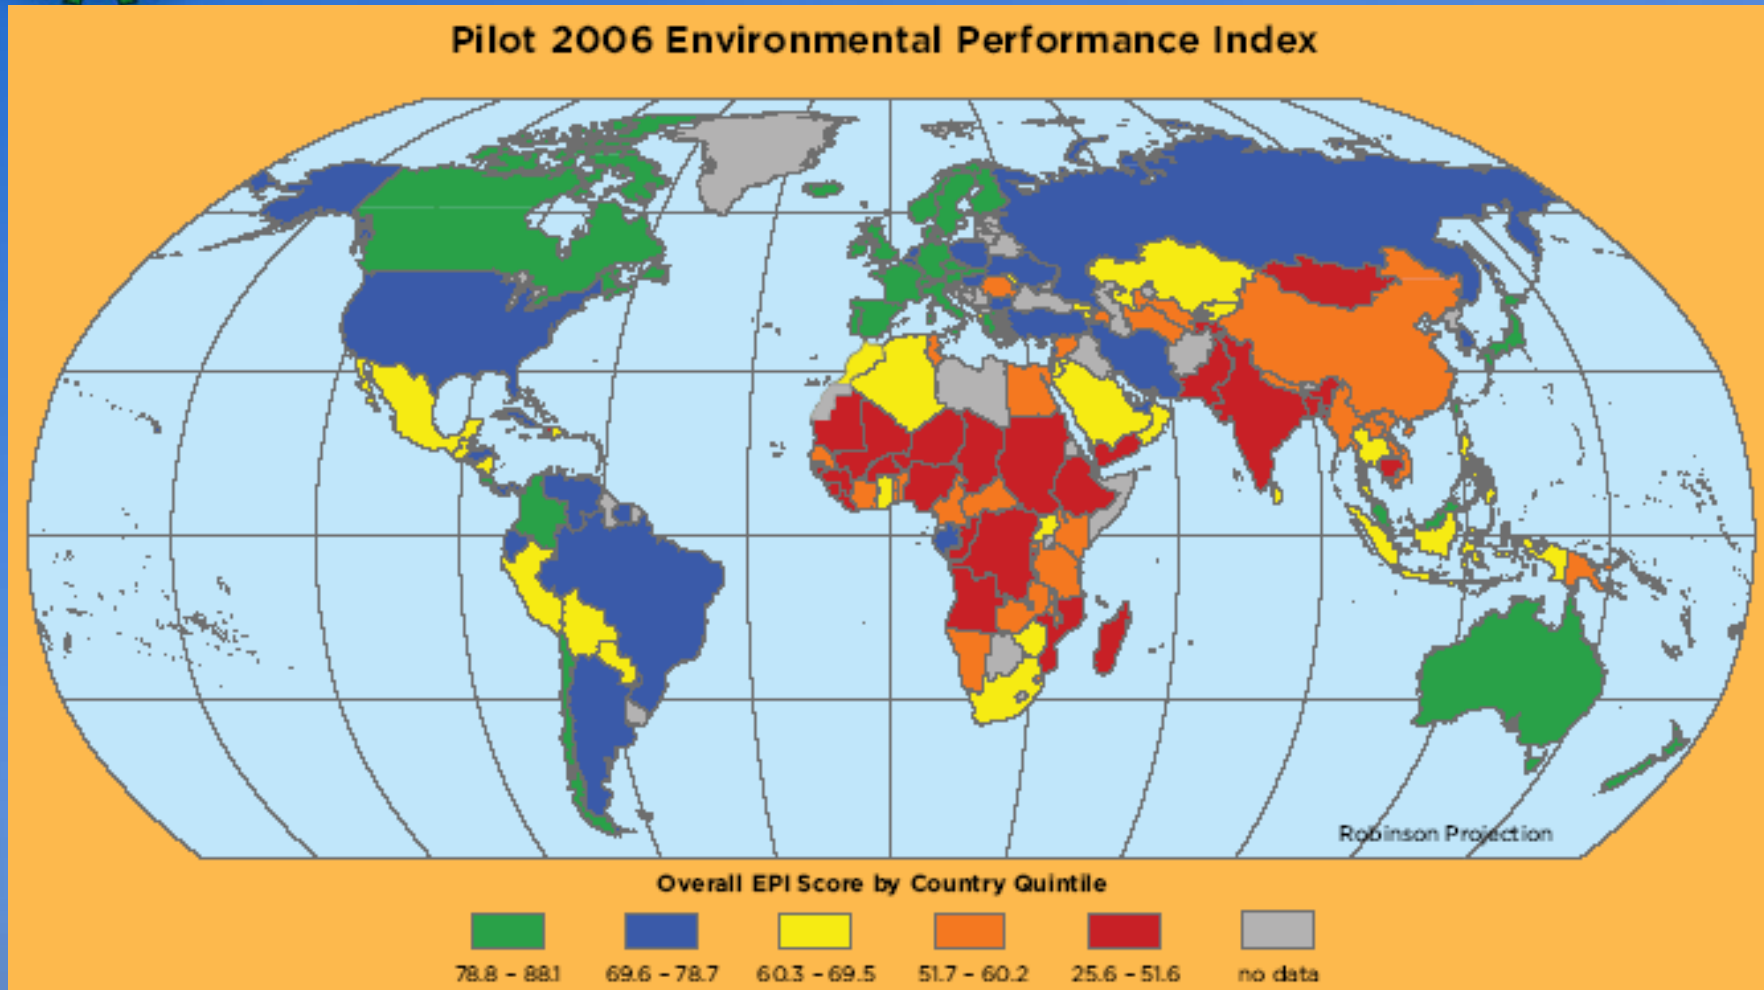 Pilot 2006 Environmental Performance Index
Robinson Projection
Overall EPI Score by Country Quintile
78.8 - 88.1
69.6 - 78.7
60.3 - 69.5
51.7 - 60.2
25.6 - 51.6
no data